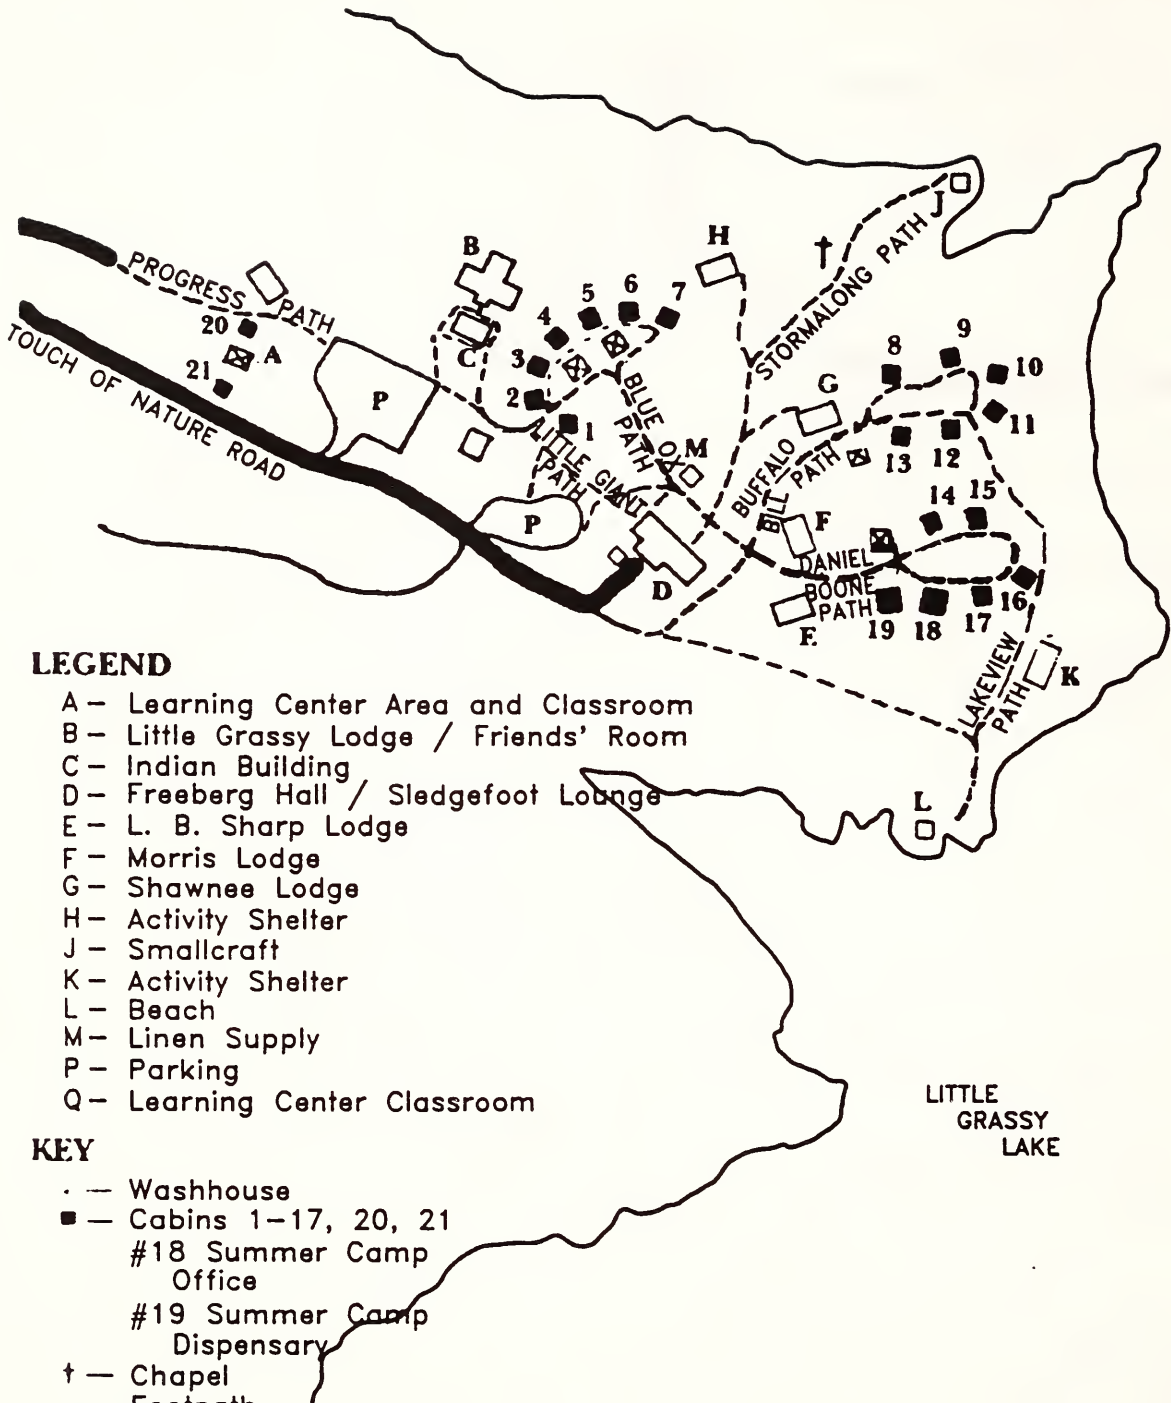 J
H
B
STORMALONG PATH
PROGRESS
PATH
20
A
21
TOUCH OF NATURE ROAD
P
C
4
5
6
7
3
2
1
BLUE OX
PATH
M
LITTLE GIANT
PATH
P
D
G
8
9
10
11
12
13
BUFFALO
BILL PATH
F
14
15
DANIEL
BOONE
PATH
E
19
18
17
16
LAKEVIEW
PATH
K
L
LEGEND
A – Learning Center Area and Classroom
B – Little Grassy Lodge / Friends' Room
C – Indian Building
D – Freeberg Hall / Sledgefoot Lounge
E – L. B. Sharp Lodge
F – Morris Lodge
G – Shawnee Lodge
H – Activity Shelter
J – Smallcraft
K – Activity Shelter
L – Beach
M – Linen Supply
P – Parking
Q – Learning Center Classroom
LITTLE
GRASSY
LAKE
KEY
· — Washhouse
■ — Cabins 1–17, 20, 21
#18 Summer Camp
Office
#19 Summer Camp
Dispensary
† — Chapel